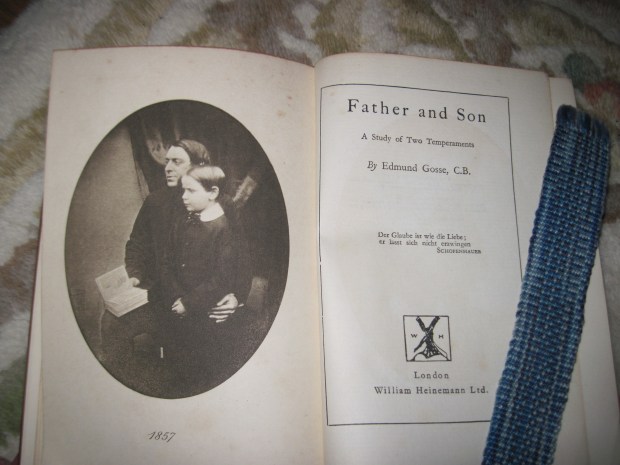 1857
Father and Son
A Study of Two Temperaments
By Edmund Gosse, C.B.
Der Glaube ist wie die Liebe;
er lässt sich nicht erzwingen
SCHOPENHAUER
W H
London
William Heinemann Ltd.